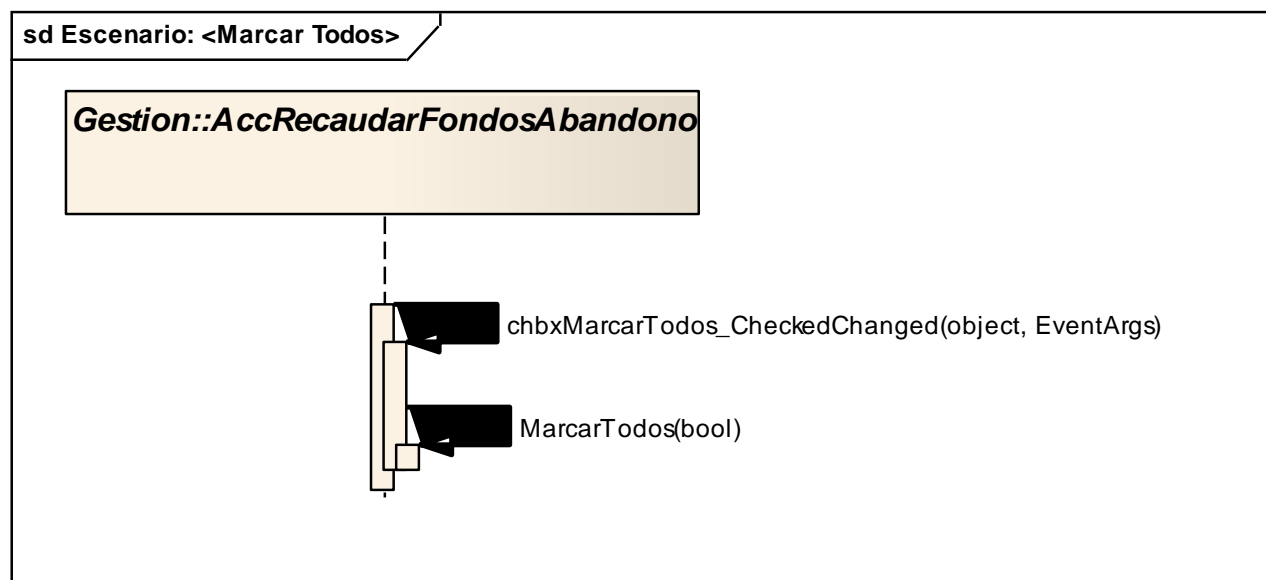 sd Escenario: <Marcar Todos>
Gestion::AccRecaudarFondosAbandono
chbxMarcarTodos_CheckedChanged(object, EventArgs)
MarcarTodos(bool)